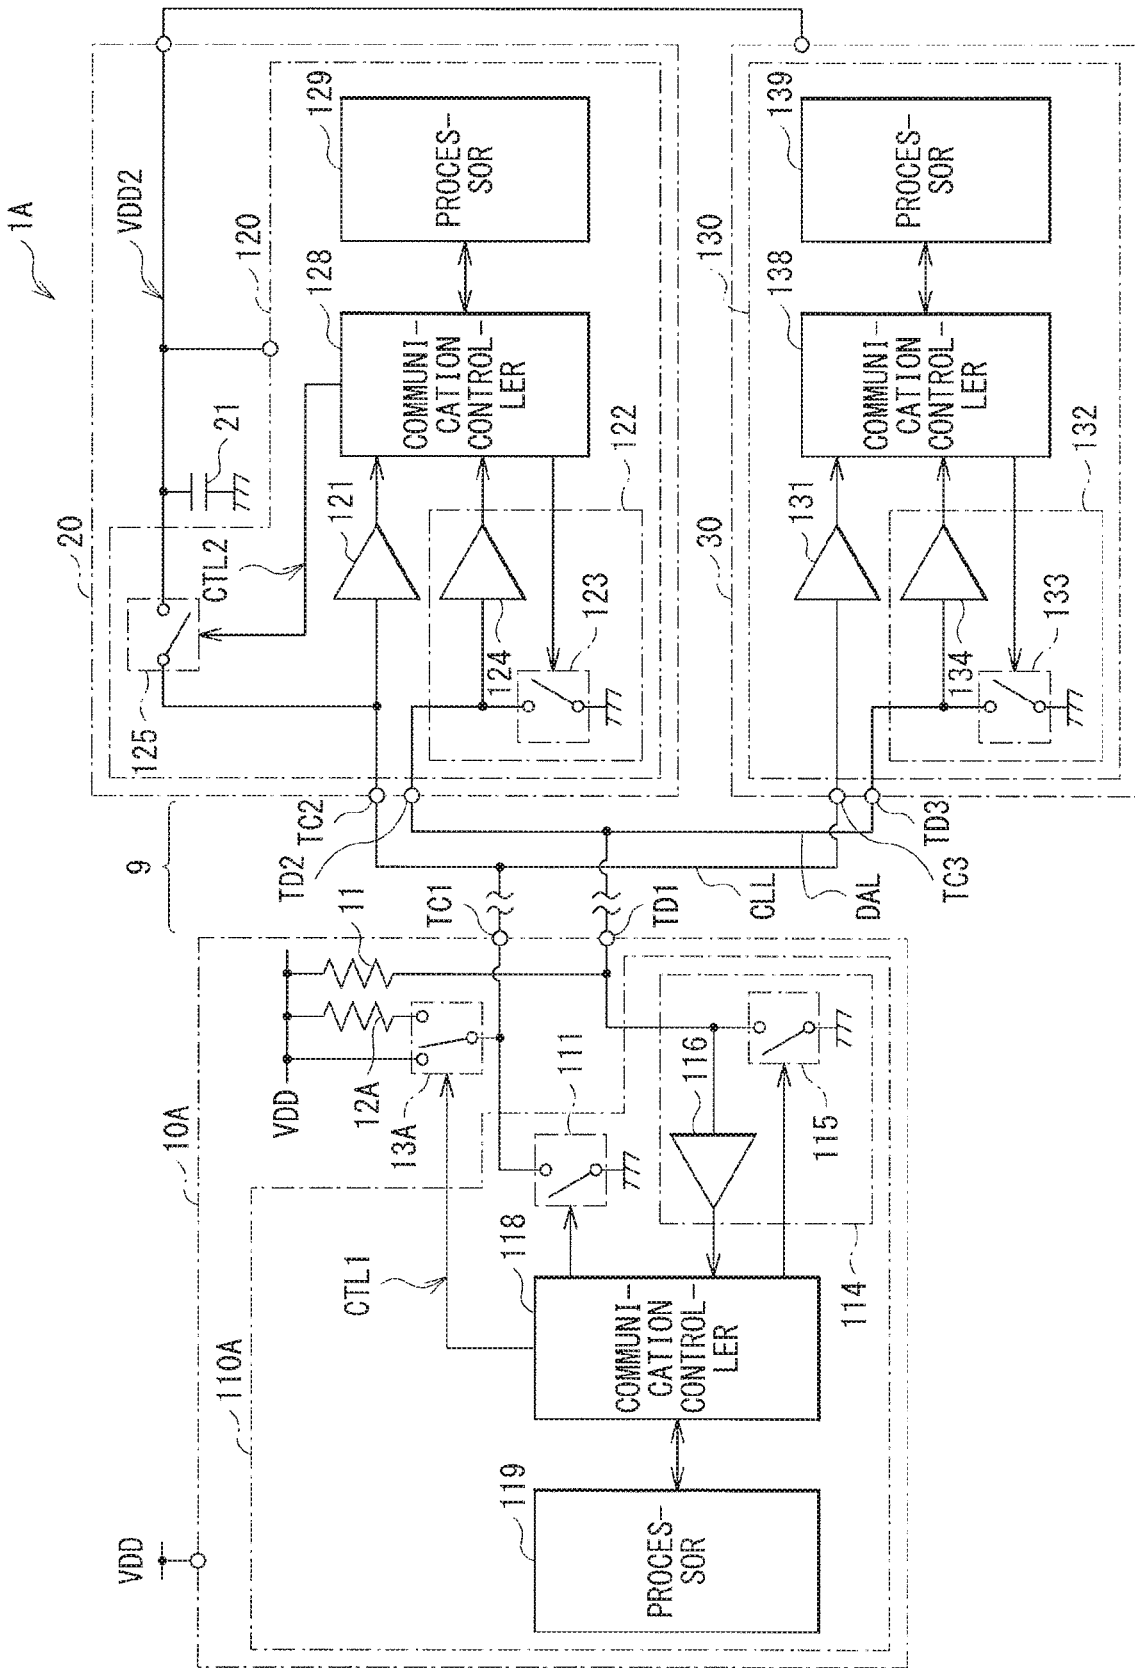 1A
VDD
10A
110A
119
PROCES-
SOR
118
COMMUNI-
CATION
CONTROL-
LER
CTL1
VDD
12A
13A
11
111
116
115
114
TC1
TD1
9
TD2
TC2
CLL
DAL
TC3
TD3
20
125
CTL2
21
VDD2
120
121
124
123
122
128
COMMUNI-
CATION
CONTROL-
LER
129
PROCES-
SOR
30
131
134
133
132
130
138
COMMUNI-
CATION
CONTROL-
LER
139
PROCES-
SOR